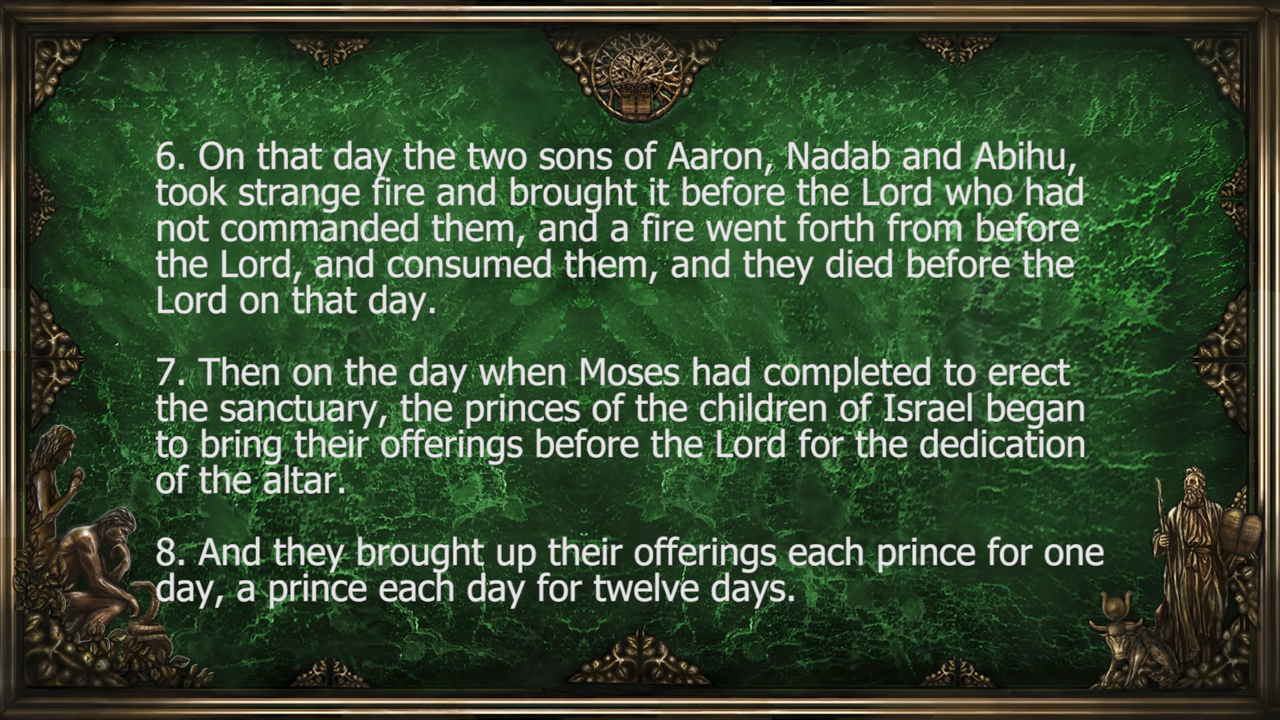 6. On that day the two sons of Aaron, Nadab and Abihu,
took strange fire and brought it before the Lord who had
not commanded them, and a fire went forth from before
the Lord, and consumed them, and they died before the
Lord on that day.
7. Then on the day when Moses had completed to erect
the sanctuary, the princes of the children of Israel began
to bring their offerings before the Lord for the dedication
of the altar.
8. And they brought up their offerings each prince for one
day, a prince each day for twelve days.